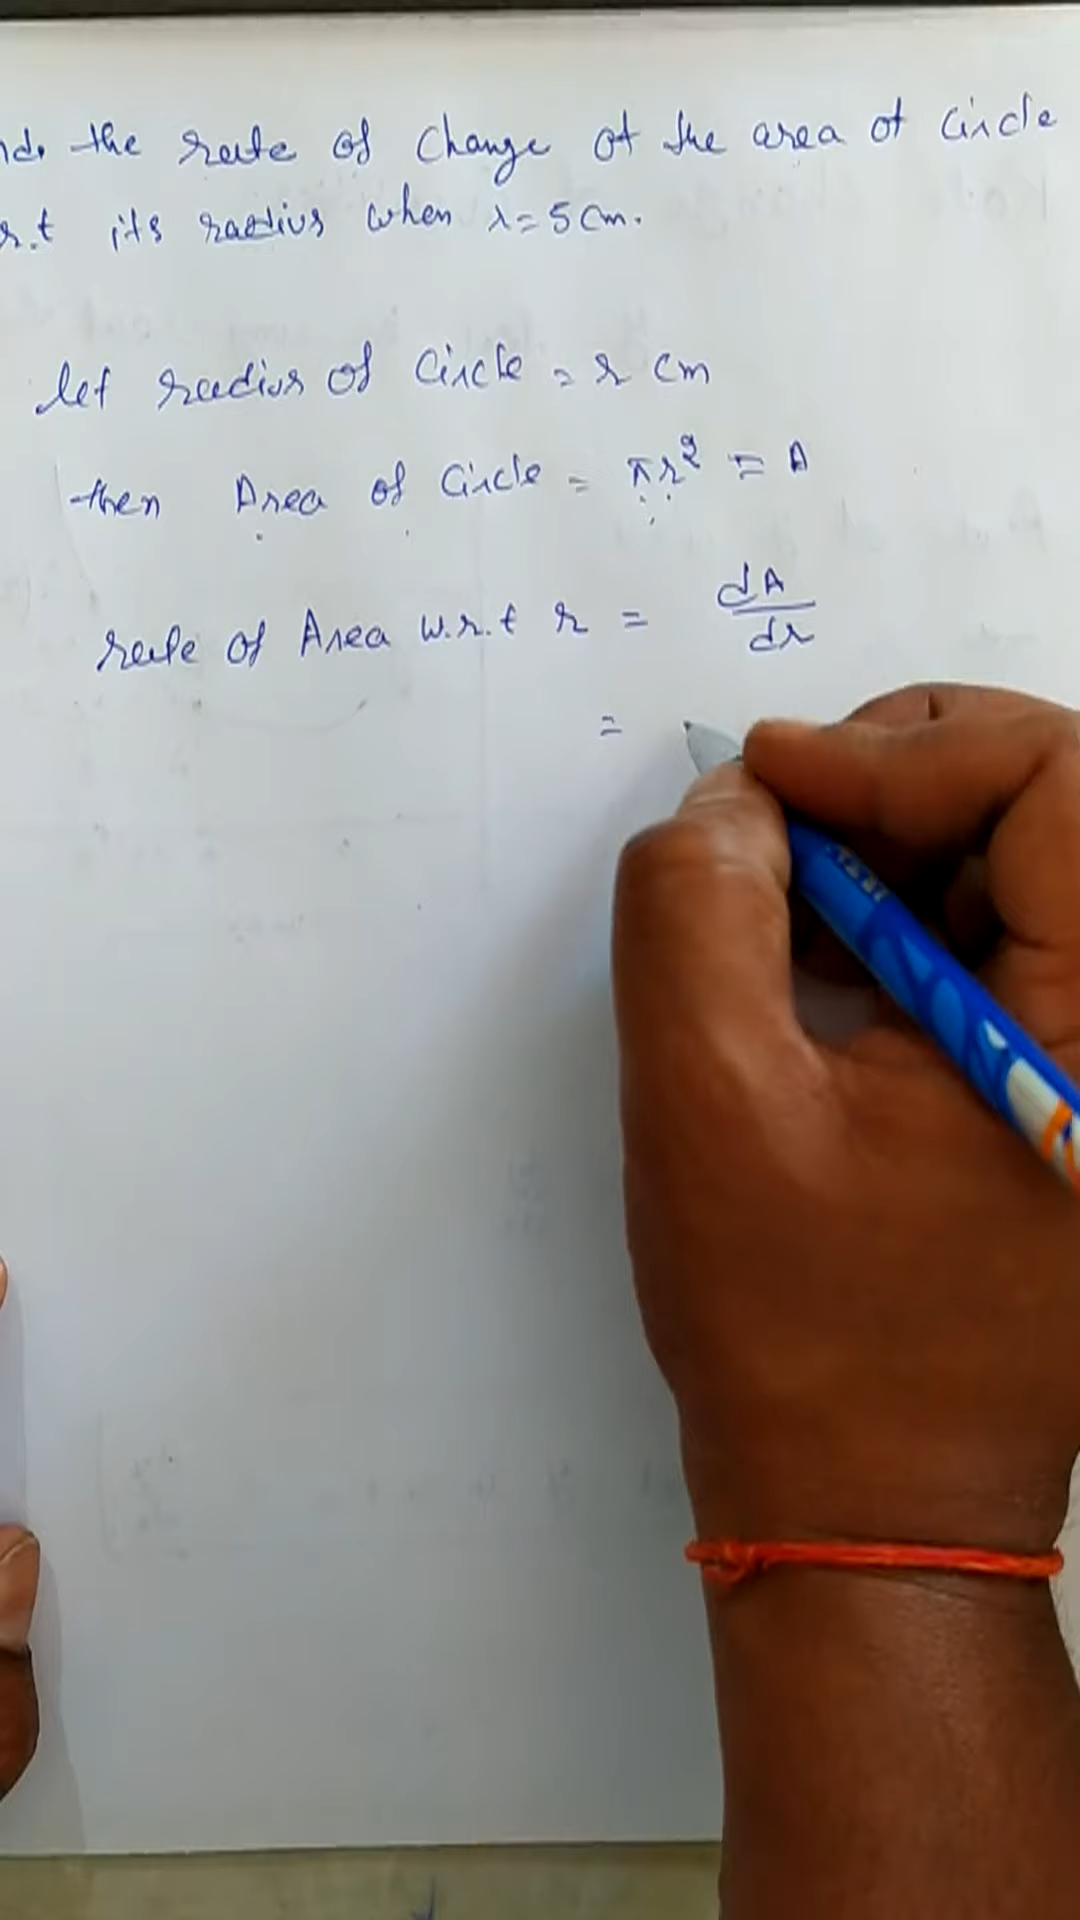 the rate of change of the area of circle
r.t its radius when r=5cm.
let radius of circle = r cm
then Area of circle = πr² = A
rate of Area w.r.t r = dA/dr
=